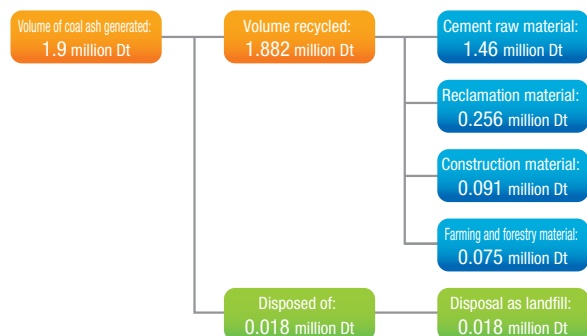 Volume of coal ash generated:
1.9 million Dt
Volume recycled:
1.882 million Dt
Cement raw material:
1.46 million Dt
Reclamation material:
0.256 million Dt
Construction material:
0.091 million Dt
Farming and forestry material:
0.075 million Dt
Disposed of:
0.018 million Dt
Disposal as landfill:
0.018 million Dt